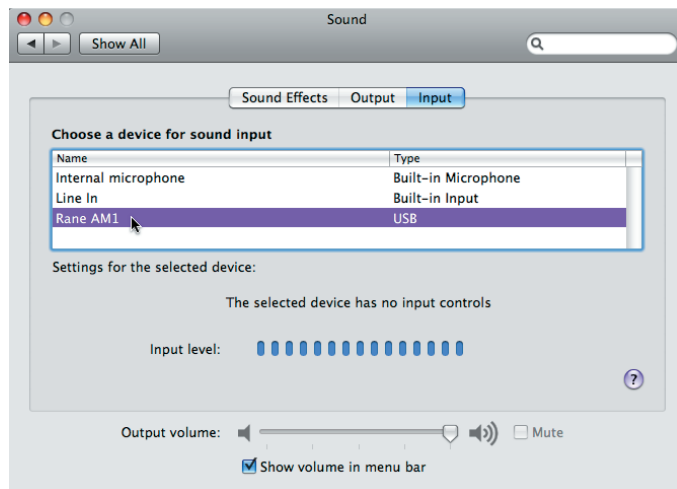 Sound
Show All
Sound Effects Output Input
Choose a device for sound input
Name Type
Internal microphone Built-in Microphone
Line In Built-in Input
Rane AM1 USB
Settings for the selected device:
The selected device has no input controls
Input level:
?
Output volume: Mute
Show volume in menu bar